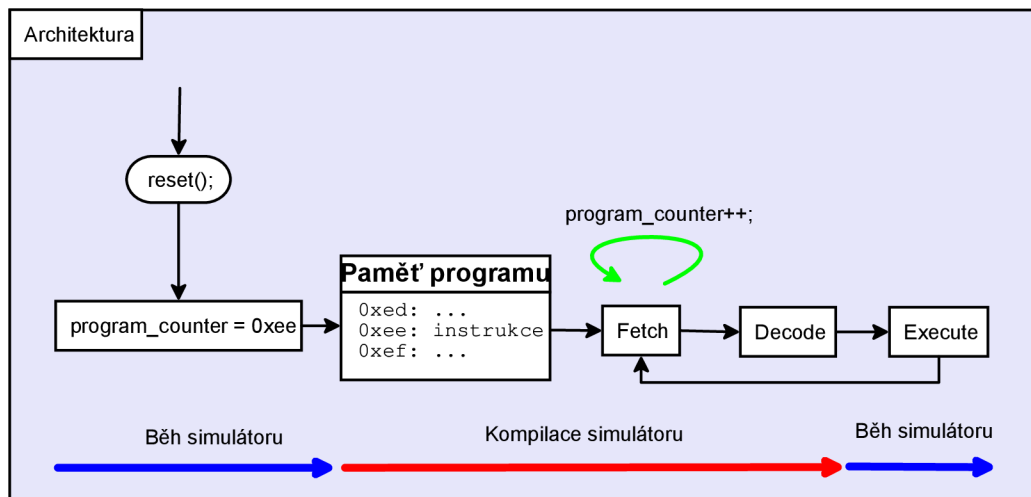 Architektura
reset();
program_counter++;
program_counter = 0xee
Paměť programu
0xed: ...
0xee: instrukce
0xef: ...
Fetch
Decode
Execute
Běh simulátoru
Kompilace simulátoru
Běh simulátoru